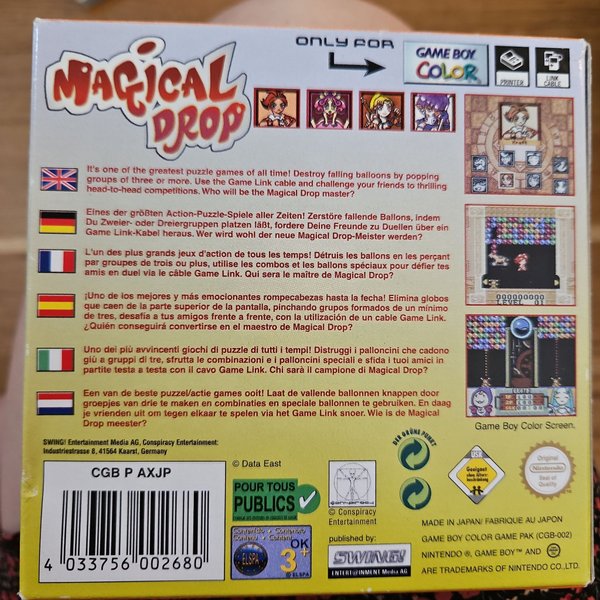 MAGICAL
DROP
ONLY FOR
GAME BOY
COLOR
PRINTER
LINK
CABLE
It's one of the greatest puzzle games of all time! Destroy falling balloons by popping
groups of three or more. Use the Game Link cable and challenge your friends to thrilling
head-to-head competitions. Who will be the Magical Drop master?
Eines der größten Action-Puzzle-Spiele aller Zeiten! Zerstöre fallende Ballons, indem
Du Zweier- oder Dreiergruppen platzen läßt, fordere Deine Freunde zu Duellen über ein
Game Link-Kabel heraus. Wer wird wohl der neue Magical Drop-Meister werden?
L'un des plus grands jeux d'action de tous les temps! Détruis les ballons en les perçant
par groupes de trois ou plus, utilise les combos et les ballons spéciaux pour défier tes
amis en duel via le câble Game Link. Qui sera le maître de Magical Drop?
¡Uno de los mejores y más emocionantes rompecabezas hasta la fecha! Elimina globos
que caen de la parte superior de la pantalla, pinchando grupos formados de un mínimo
de tres, desafía a tus amigos frente a frente, con la utilización de un cable Game Link.
¿Quién conseguirá convertirse en el maestro de Magical Drop?
Uno dei più avvincenti giochi di puzzle di tutti i tempi! Distruggi i palloncini che cadono
giù a gruppi di tre, sfrutta le combinazioni e i palloncini speciali e sfida i tuoi amici in
partite testa a testa con il cavo Game Link. Chi sarà il campione di Magical Drop?
Een van de beste puzzel/actie games ooit! Laat de vallende ballonnen knappen door
groepjes van drie te maken en combinaties en speciale ballonnen te gebruiken. En daag
je vrienden uit om tegen elkaar te spelen via het Game Link snoer. Wie is de Magical
Drop meester?
000000000
LEVEL 01
Game Boy Color Screen.
SWING! Entertainment Media AG, Conspiracy Entertainment:
Industriestrasse 8, 41564 Kaarst, Germany
CGB P AXJP
4 033756 002680
© Data East
POUR TOUS
PUBLICS
OK
3+
ELSPA
© ELSPA
© Conspiracy
Entertainment
published by:
SWING!
ENTERTAINMENT Media AG
DER GRÜNE PUNKT
USK
Geeignet
ohne Alters-
beschränkung
Original
Nintendo
Seal of
Quality
MADE IN JAPAN/ FABRIQUE AU JAPON
GAME BOY COLOR GAME PAK (CGB-002)
NINTENDO ®, GAME BOY ™ AND
ARE TRADEMARKS OF NINTENDO CO., LTD.